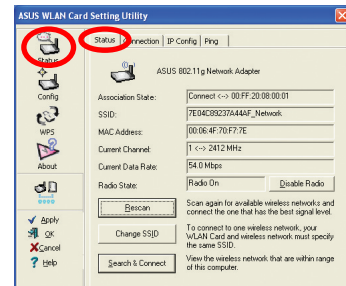 ASUS WLAN Card Setting Utility
Status
Config
WPS
About
Apply
OK
Cancel
Help
Status Connection IP Config Ping
ASUS 802.11g Network Adapter
Association State: Connect <--> 00:FF:20:08:00:01
SSID: 7E04C89237A44AF_Network
MAC Address: 00:06:4F:70:F7:7E
Current Channel: 1 <--> 2412 MHz
Current Data Rate: 54.0 Mbps
Radio State: Radio On Disable Radio
Rescan
Scan again for available wireless networks and
connect the one that has the best signal level.
Change SSID
To connect to one wireless network, your
WLAN Card and wireless network must specify
the same SSID.
Search & Connect
View the wireless network that are within range
of this computer.